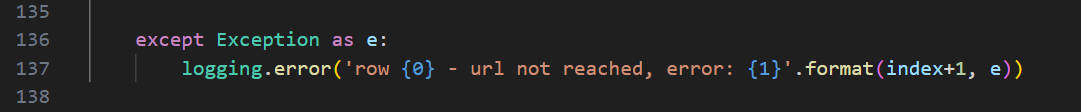 135
136 except Exception as e:
137 logging.error('row {0} - url not reached, error: {1}'.format(index+1, e))
138